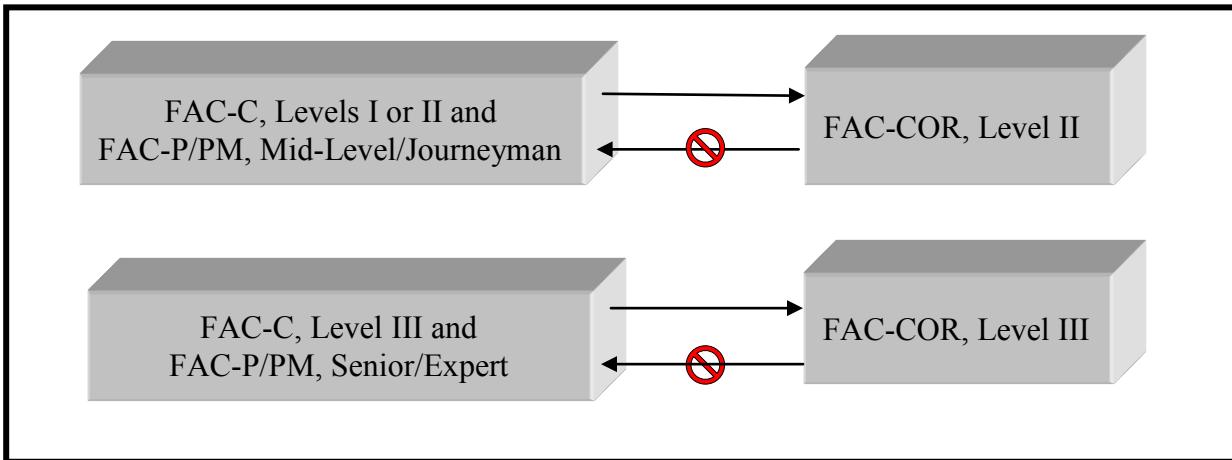 FAC-C, Levels I or II and
FAC-P/PM, Mid-Level/Journeyman
FAC-COR, Level II
FAC-C, Level III and
FAC-P/PM, Senior/Expert
FAC-COR, Level III